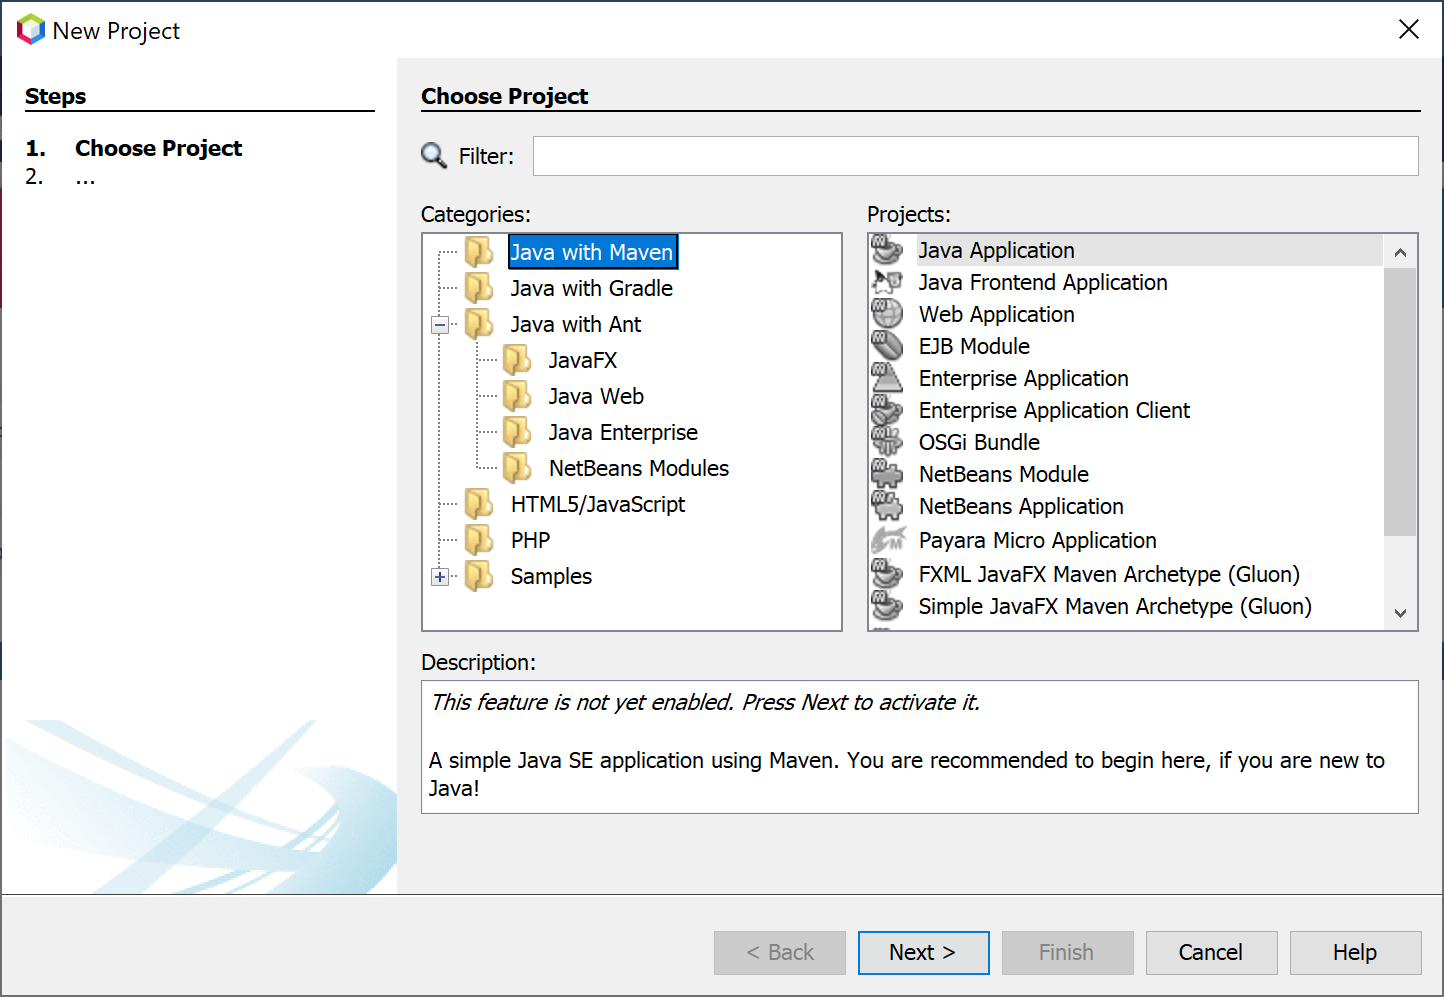 New Project
Steps
1. Choose Project
2. ...
Choose Project
Filter:
Categories:
Java with Maven
Java with Gradle
Java with Ant
JavaFX
Java Web
Java Enterprise
NetBeans Modules
HTML5/JavaScript
PHP
Samples
Projects:
Java Application
Java Frontend Application
Web Application
EJB Module
Enterprise Application
Enterprise Application Client
OSGi Bundle
NetBeans Module
NetBeans Application
Payara Micro Application
FXML JavaFX Maven Archetype (Gluon)
Simple JavaFX Maven Archetype (Gluon)
Description:
This feature is not yet enabled. Press Next to activate it.
A simple Java SE application using Maven. You are recommended to begin here, if you are new to
Java!
< Back
Next >
Finish
Cancel
Help